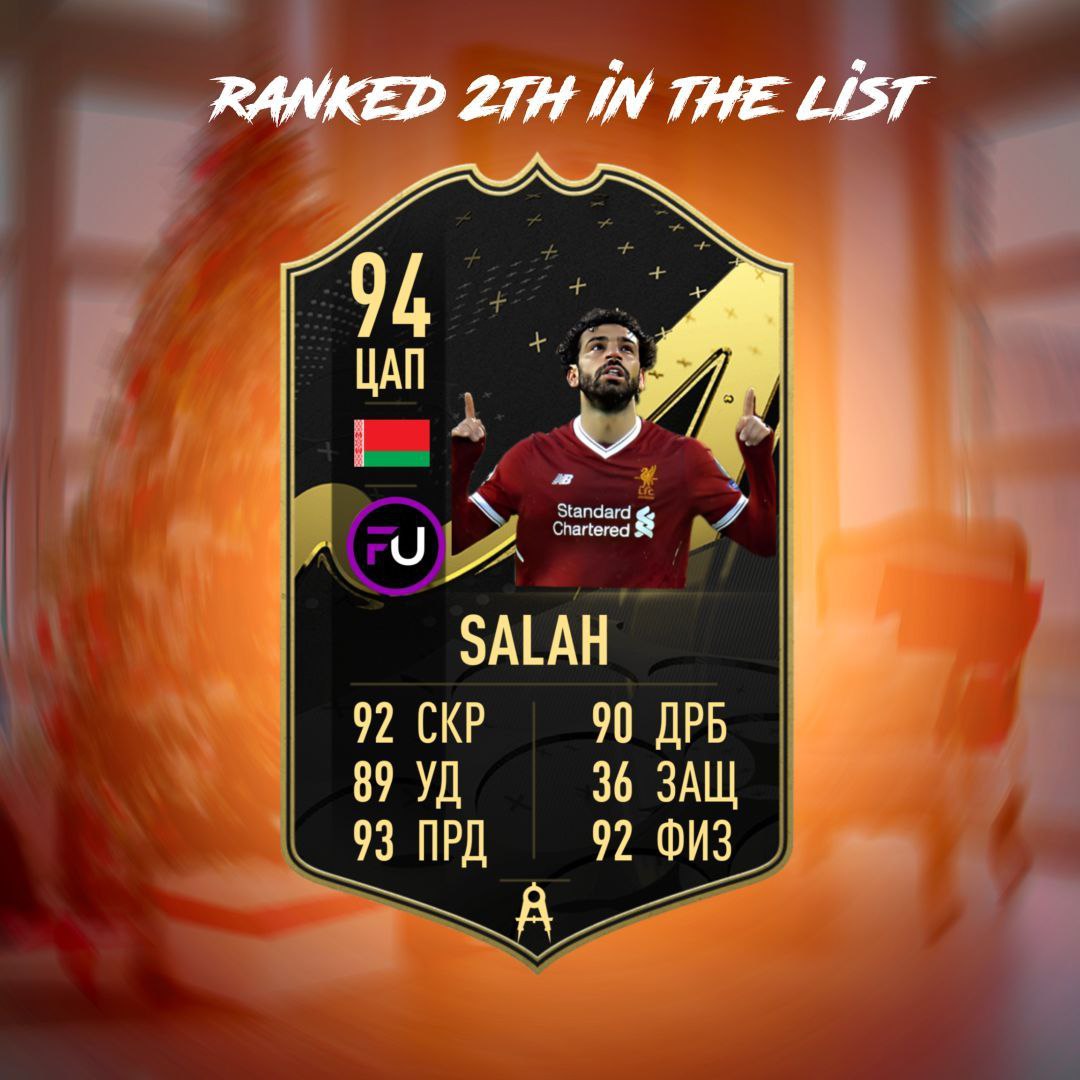 RANKED 2TH IN THE LIST
94
ЦАП
FU
NB
L.F.C.
Standard
Chartered
SALAH
92 СКР 90 ДРБ
89 УД 36 ЗАЩ
93 ПРД 92 ФИЗ